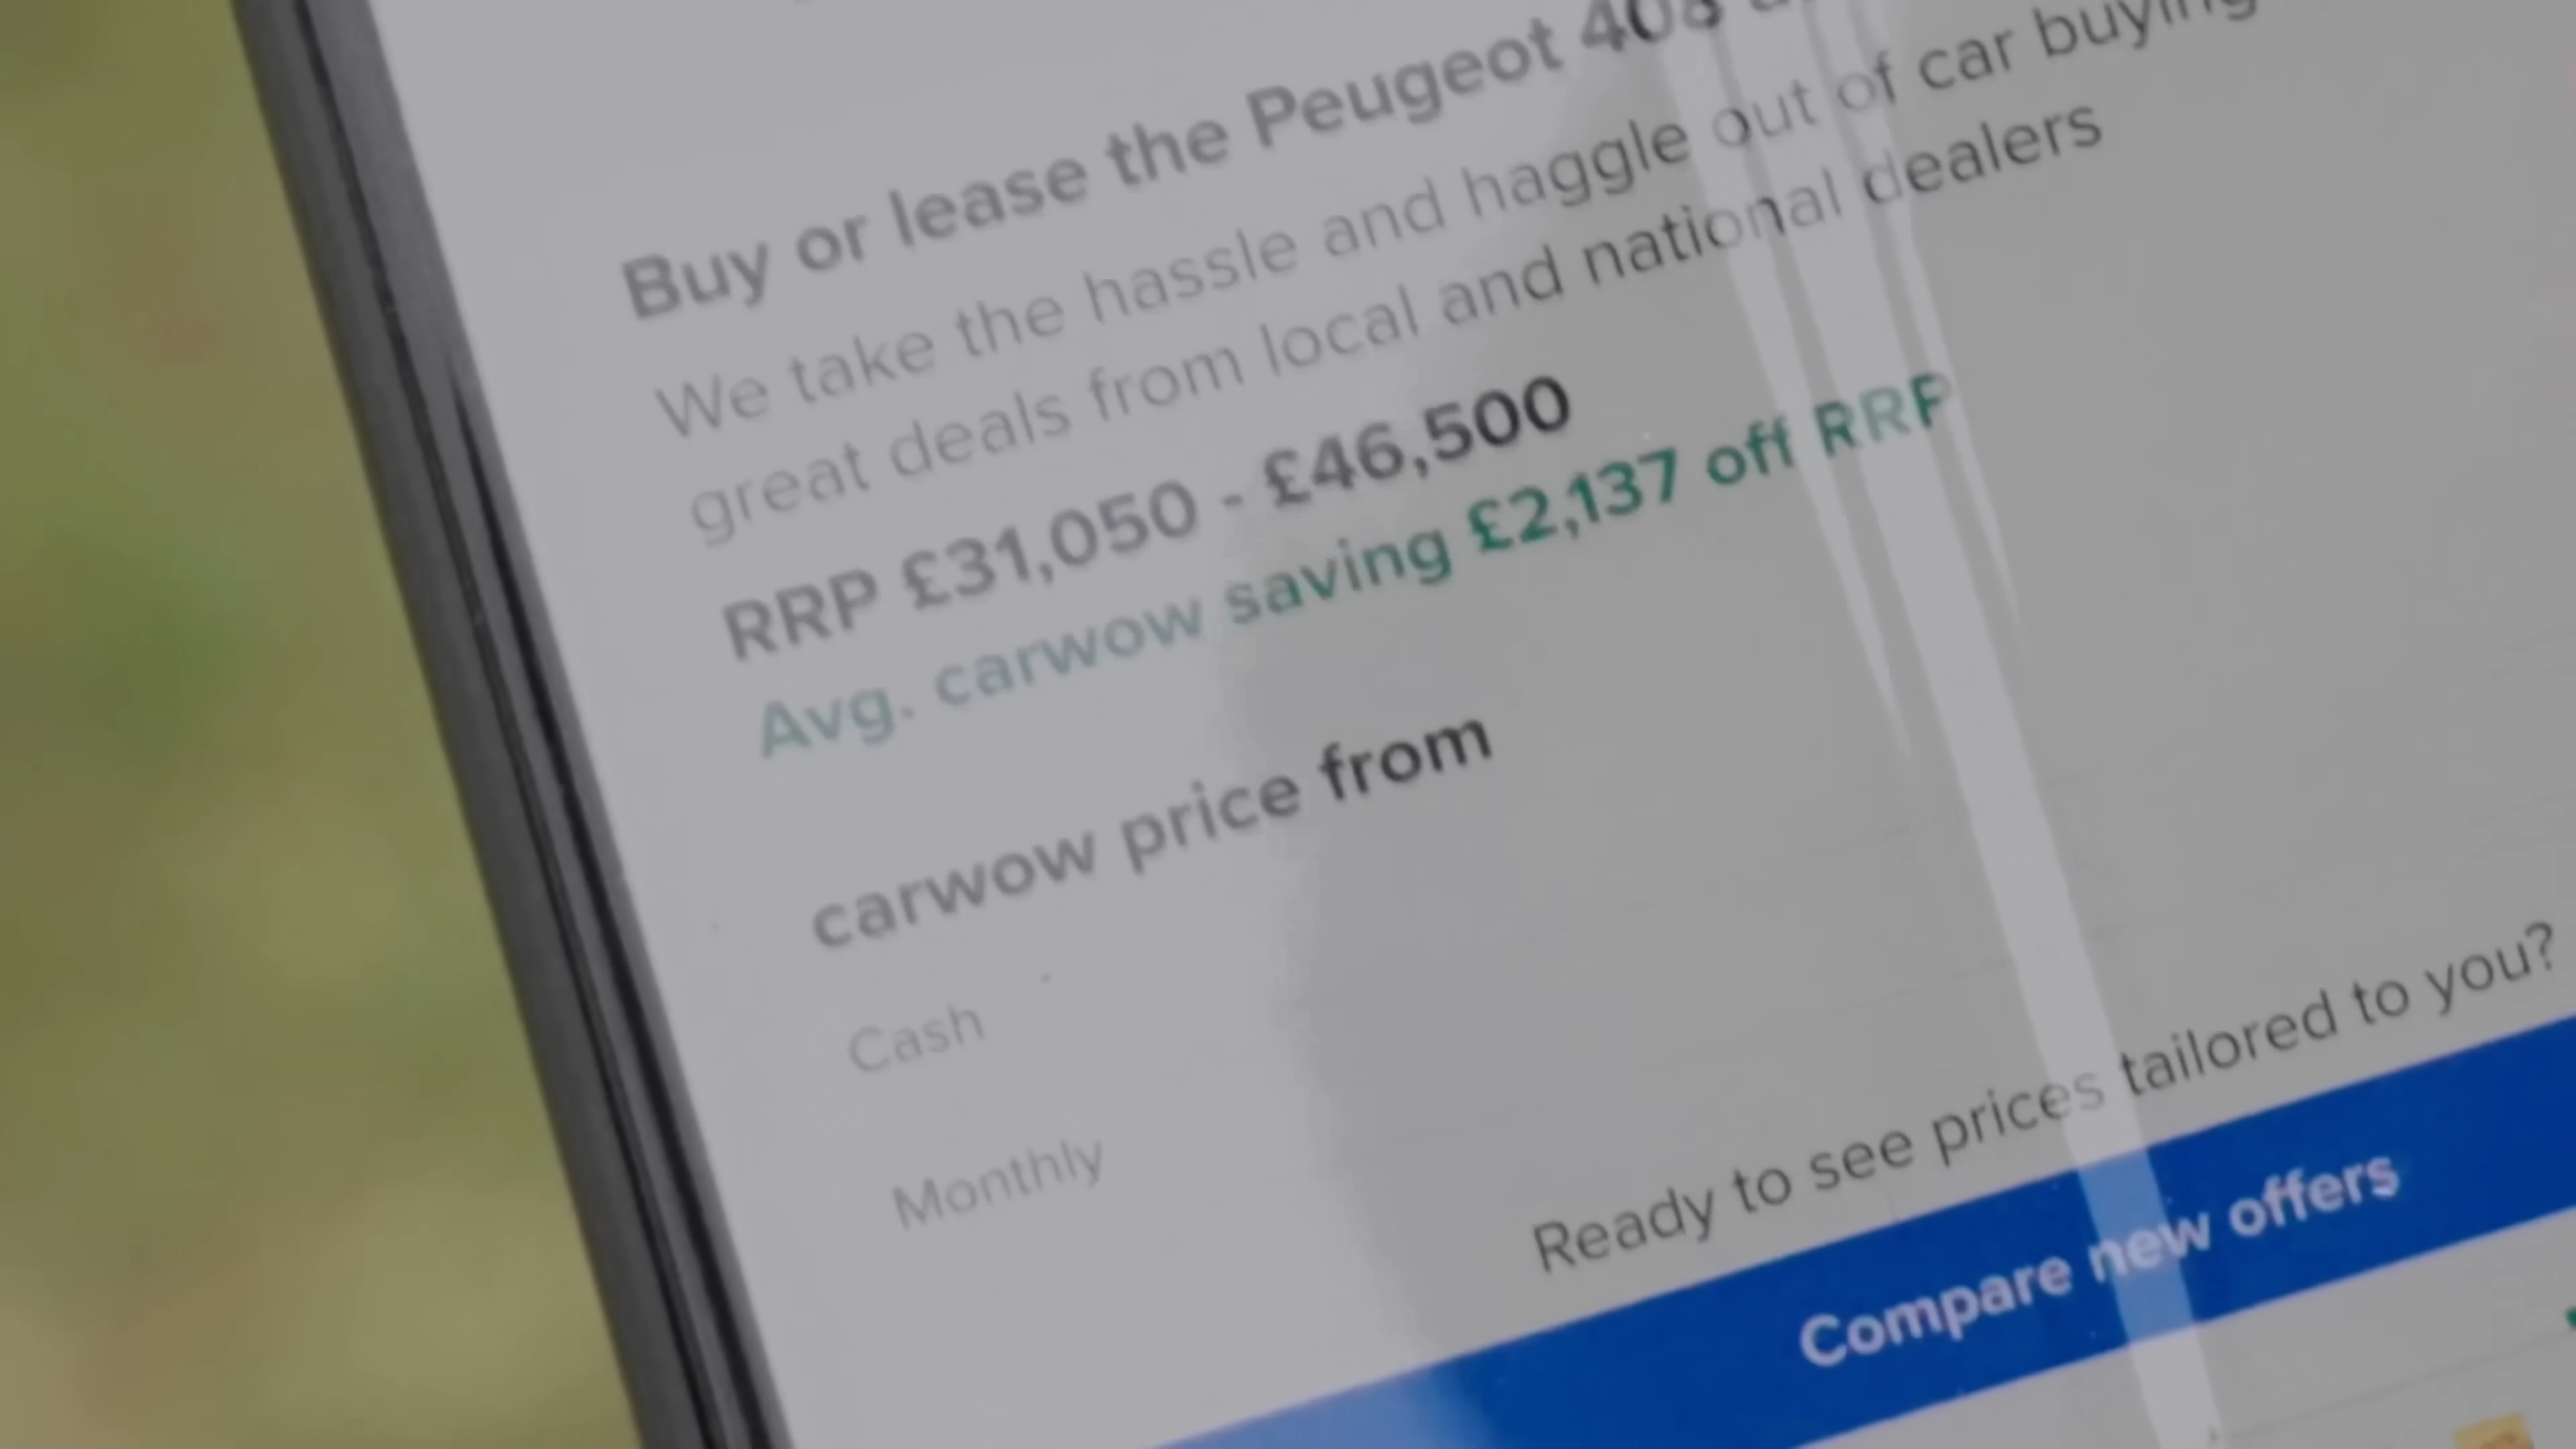 Buy or lease the Peugeot 408
We take the hassle and haggle out of car buying
great deals from local and national dealers
RRP £31,050 - £46,500
Avg. carwow saving £2,137 off RRP
carwow price from
Cash
Monthly
Ready to see prices tailored to you?
Compare new offers